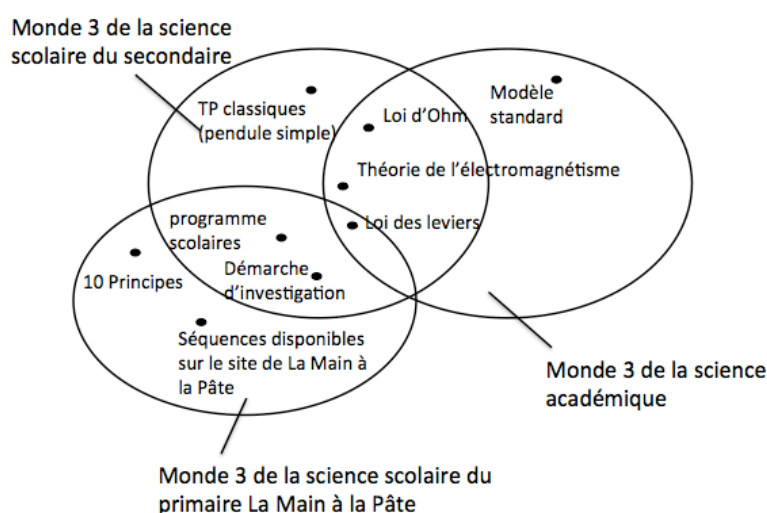 Monde 3 de la science
scolaire du secondaire
TP classiques
(pendule simple)
Loi d'Ohm
Modèle
standard
Théorie de l'électromagnétisme
Loi des leviers
programme
scolaires
10 Principes
Démarche
d'investigation
Séquences disponibles
sur le site de La Main à
la Pâte
Monde 3 de la science
académique
Monde 3 de la science scolaire du
primaire La Main à la Pâte